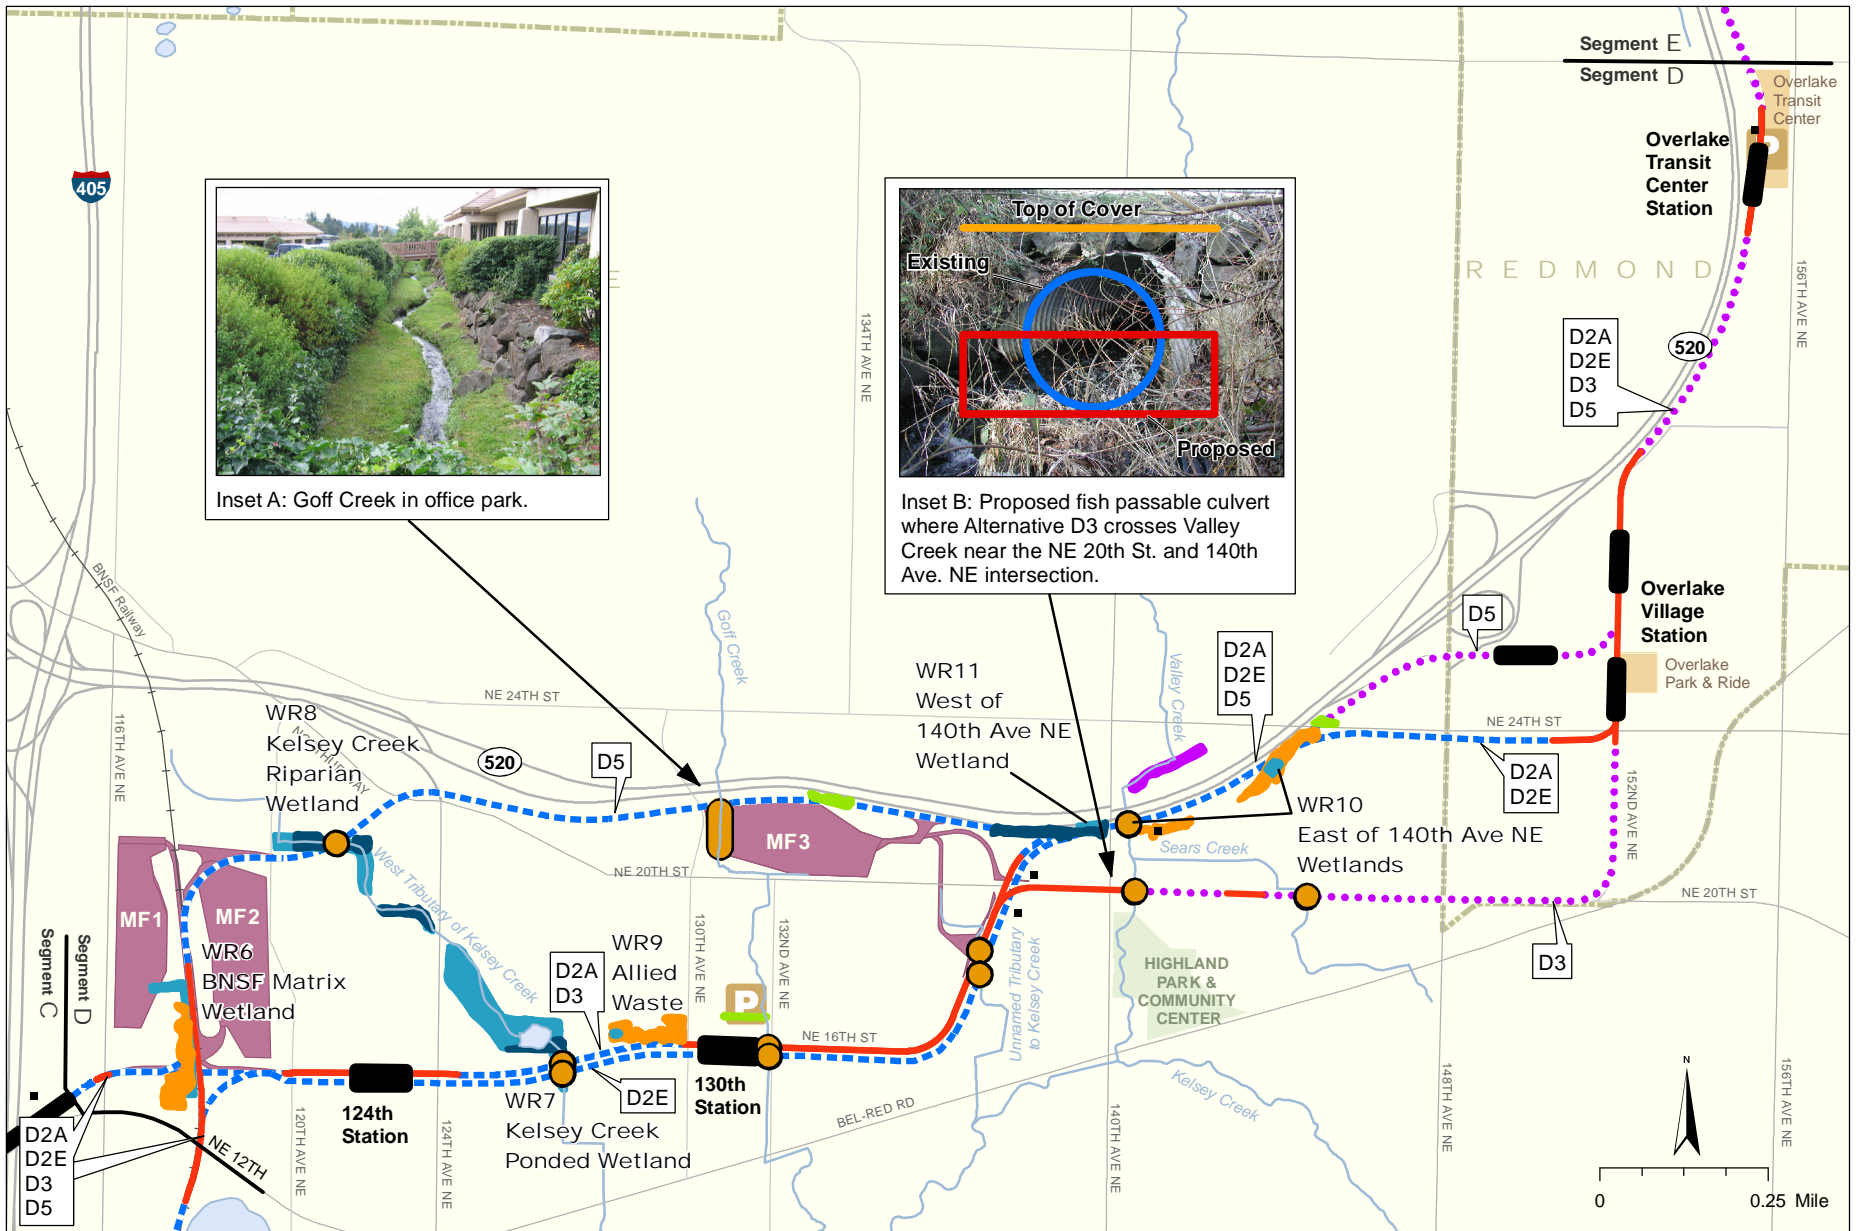 Segment E
Segment D
Overlake
Transit
Center
Overlake
Transit
Center
Station
P
405
REDMOND
156TH AVE NE
134TH AVE NE
E
Inset A: Goff Creek in office park.
Top of Cover
Existing
Proposed
Inset B: Proposed fish passable culvert
where Alternative D3 crosses Valley
Creek near the NE 20th St. and 140th
Ave. NE intersection.
D2A
D2E
D3
D5
520
BNSF Railway
Goff Creek
Valley Creek
D5
Overlake
Village
Station
Overlake
Park & Ride
D2A
D2E
D5
WR11
West of
140th Ave NE
Wetland
NE 24TH ST
NE 24TH ST
116TH AVE NE
WR8
Kelsey Creek
Riparian
Wetland
520
D5
D2A
D2E
152ND AVE NE
WR10
East of 140th Ave NE
Wetlands
MF3
Sears Creek
NE 20TH ST
NE 20TH ST
West Tributary of Kelsey Creek
MF1
MF2
WR6
BNSF Matrix
Wetland
Segment C
Segment D
D2A
D3
WR9
Allied
Waste
130TH AVE NE
132ND AVE NE
P
Unnamed Tributary
to Kelsey Creek
HIGHLAND
PARK &
COMMUNITY
CENTER
D3
NE 16TH ST
124th
Station
D2E
130th
Station
WR7
Kelsey Creek
Ponded Wetland
BEL-RED RD
Kelsey Creek
D2A
D2E
D3
D5
NE 12TH
120TH AVE NE
124TH AVE NE
140TH AVE NE
148TH AVE NE
156TH AVE NE
N
0
0.25 Mile